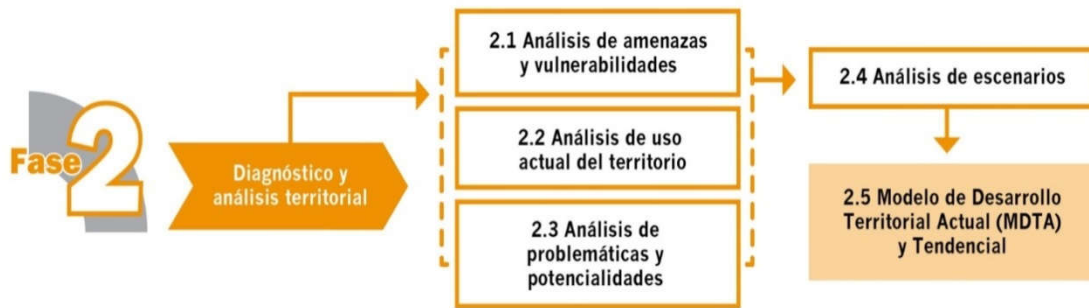 Fase 2
Diagnóstico y
análisis territorial
2.1 Análisis de amenazas
y vulnerabilidades
2.2 Análisis de uso
actual del territorio
2.3 Análisis de
problemáticas y
potencialidades
2.4 Análisis de escenarios
2.5 Modelo de Desarrollo
Territorial Actual (MDTA)
y Tendencial